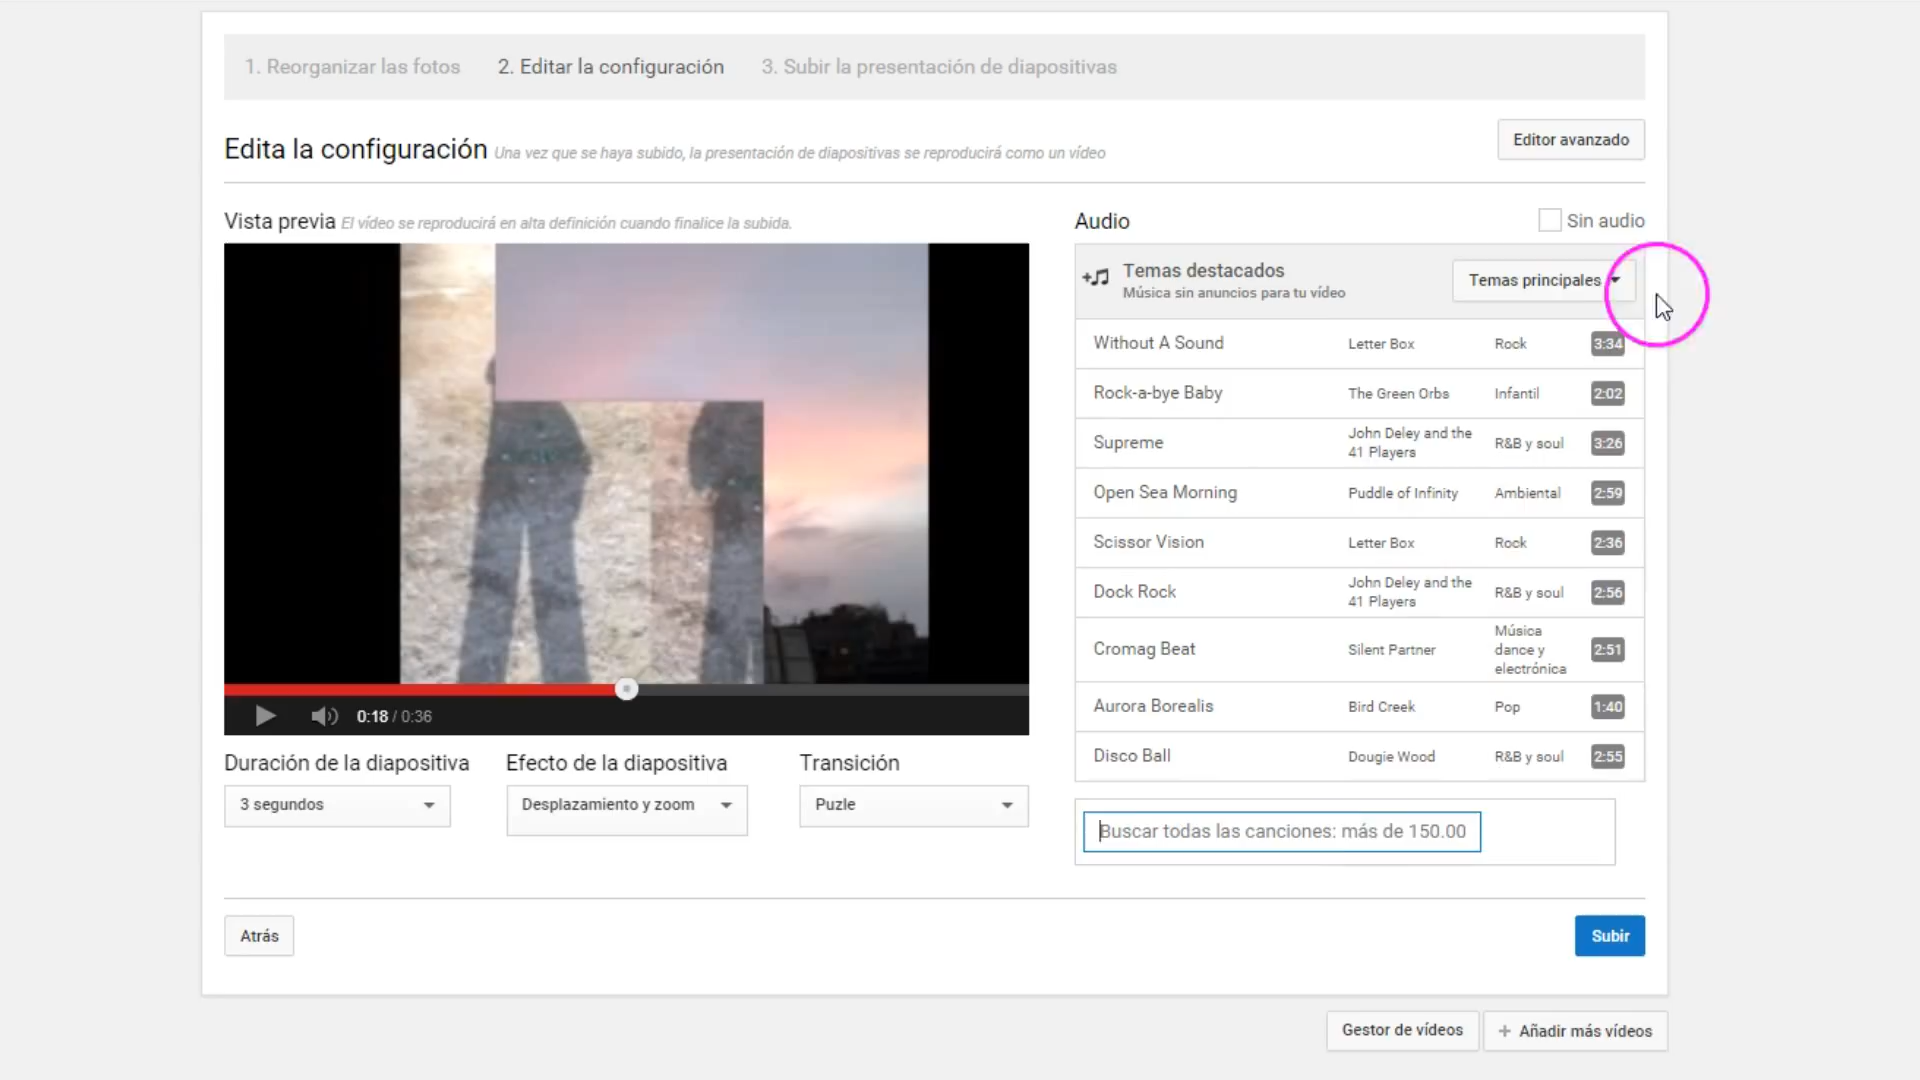 1. Reorganizar las fotos 2. Editar la configuración 3. Subir la presentación de diapositivas
Edita la configuración Una vez que se haya subido, la presentación de diapositivas se reproducirá como un vídeo
Editor avanzado
Vista previa El vídeo se reproducirá en alta definición cuando finalice la subida.
0:18 / 0:36
Duración de la diapositiva
3 segundos
Efecto de la diapositiva
Desplazamiento y zoom
Transición
Puzle
Audio
Sin audio
Temas destacados
Música sin anuncios para tu vídeo
Temas principales
Without A Sound Letter Box Rock 3:34
Rock-a-bye Baby The Green Orbs Infantil 2:02
Supreme John Deley and the
41 Players R&B y soul 3:26
Open Sea Morning Puddle of Infinity Ambiental 2:59
Scissor Vision Letter Box Rock 2:36
Dock Rock John Deley and the
41 Players R&B y soul 2:56
Cromag Beat Silent Partner Música
dance y
electrónica 2:51
Aurora Borealis Bird Creek Pop 1:40
Disco Ball Dougie Wood R&B y soul 2:55
Buscar todas las canciones: más de 150.00
Atrás
Subir
Gestor de vídeos
+ Añadir más vídeos